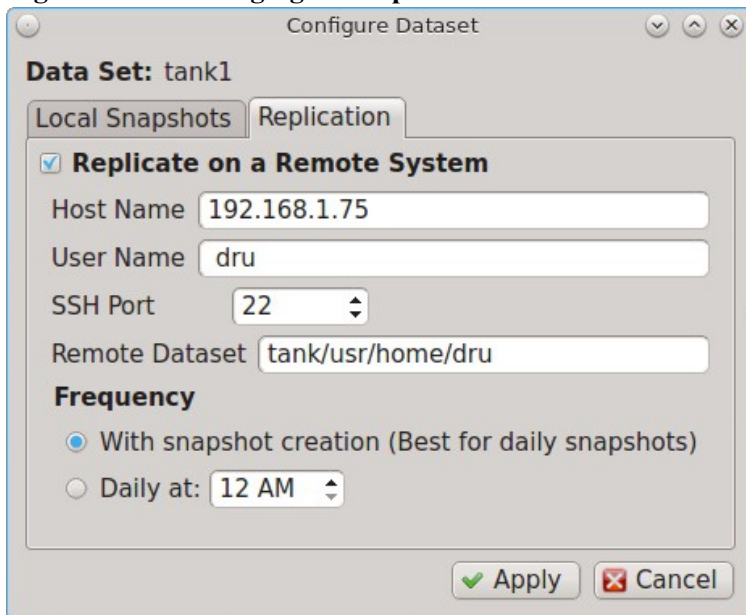 Configure Dataset
Data Set: tank1
Local Snapshots Replication
Replicate on a Remote System
Host Name 192.168.1.75
User Name dru
SSH Port 22
Remote Dataset tank/usr/home/dru
Frequency
With snapshot creation (Best for daily snapshots)
Daily at: 12 AM
Apply Cancel